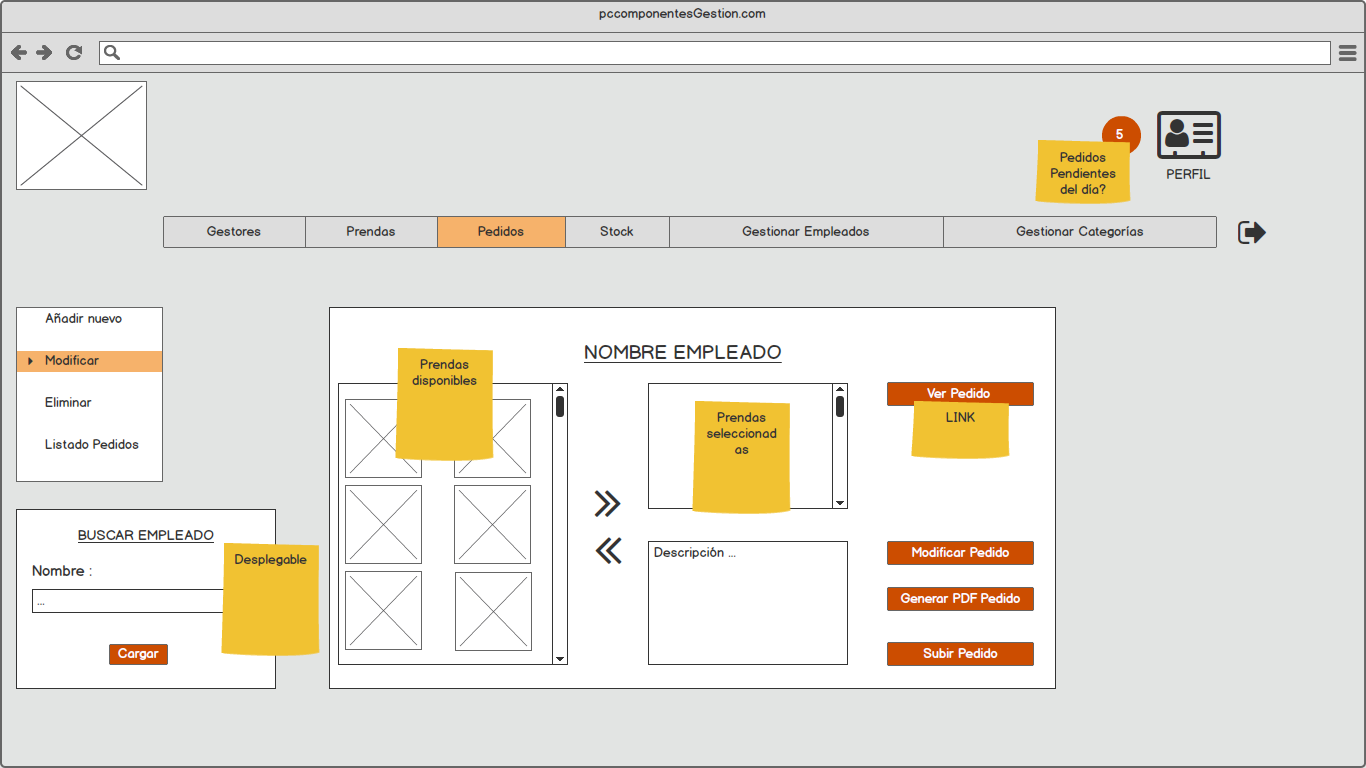 pccomponentesGestion.com
5
Pedidos
Pendientes
del día?
PERFIL
Gestores
Prendas
Pedidos
Stock
Gestionar Empleados
Gestionar Categorías
Añadir nuevo
Modificar
Eliminar
Listado Pedidos
BUSCAR EMPLEADO
Nombre :
...
Desplegable
Cargar
NOMBRE EMPLEADO
Prendas
disponibles
Prendas
seleccionad
as
Descripción ...
Ver Pedido
LINK
Modificar Pedido
Generar PDF Pedido
Subir Pedido